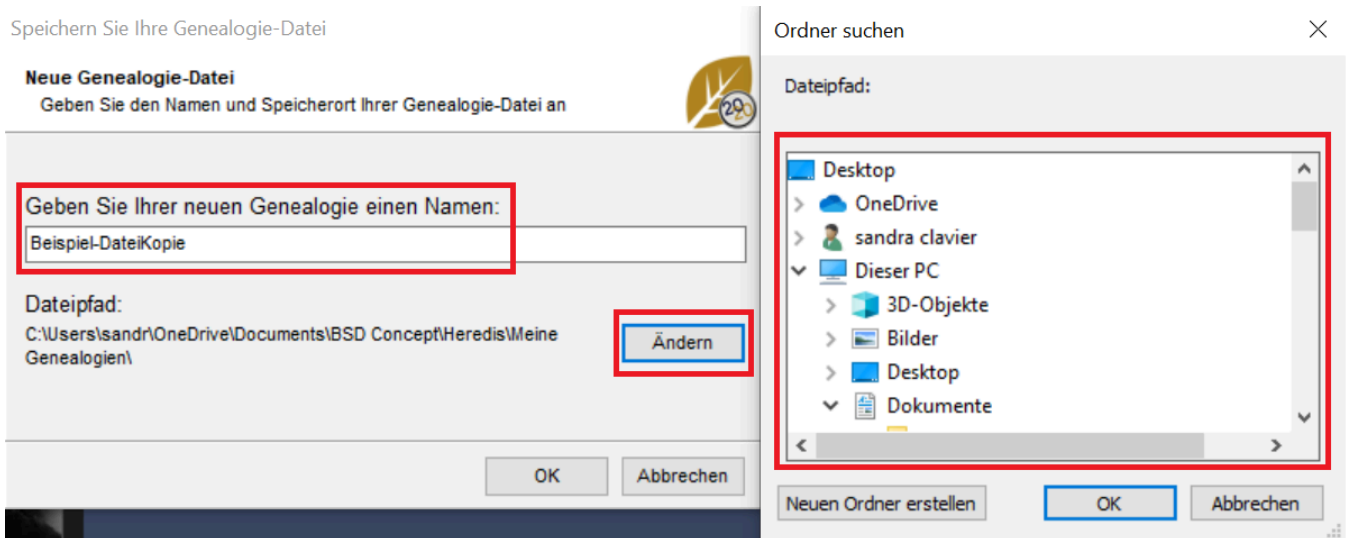 Speichern Sie Ihre Genealogie-Datei
Neue Genealogie-Datei
Geben Sie den Namen und Speicherort Ihrer Genealogie-Datei an
2020
Geben Sie Ihrer neuen Genealogie einen Namen:
Beispiel-DateiKopie
Dateipfad:
C:\Users\sandr\OneDrive\Documents\BSD Concept\Heredis\Meine
Genealogien\
Ändern
OK
Abbrechen
Ordner suchen
Dateipfad:
Desktop
OneDrive
sandra clavier
Dieser PC
3D-Objekte
Bilder
Desktop
Dokumente
Neuen Ordner erstellen
OK
Abbrechen